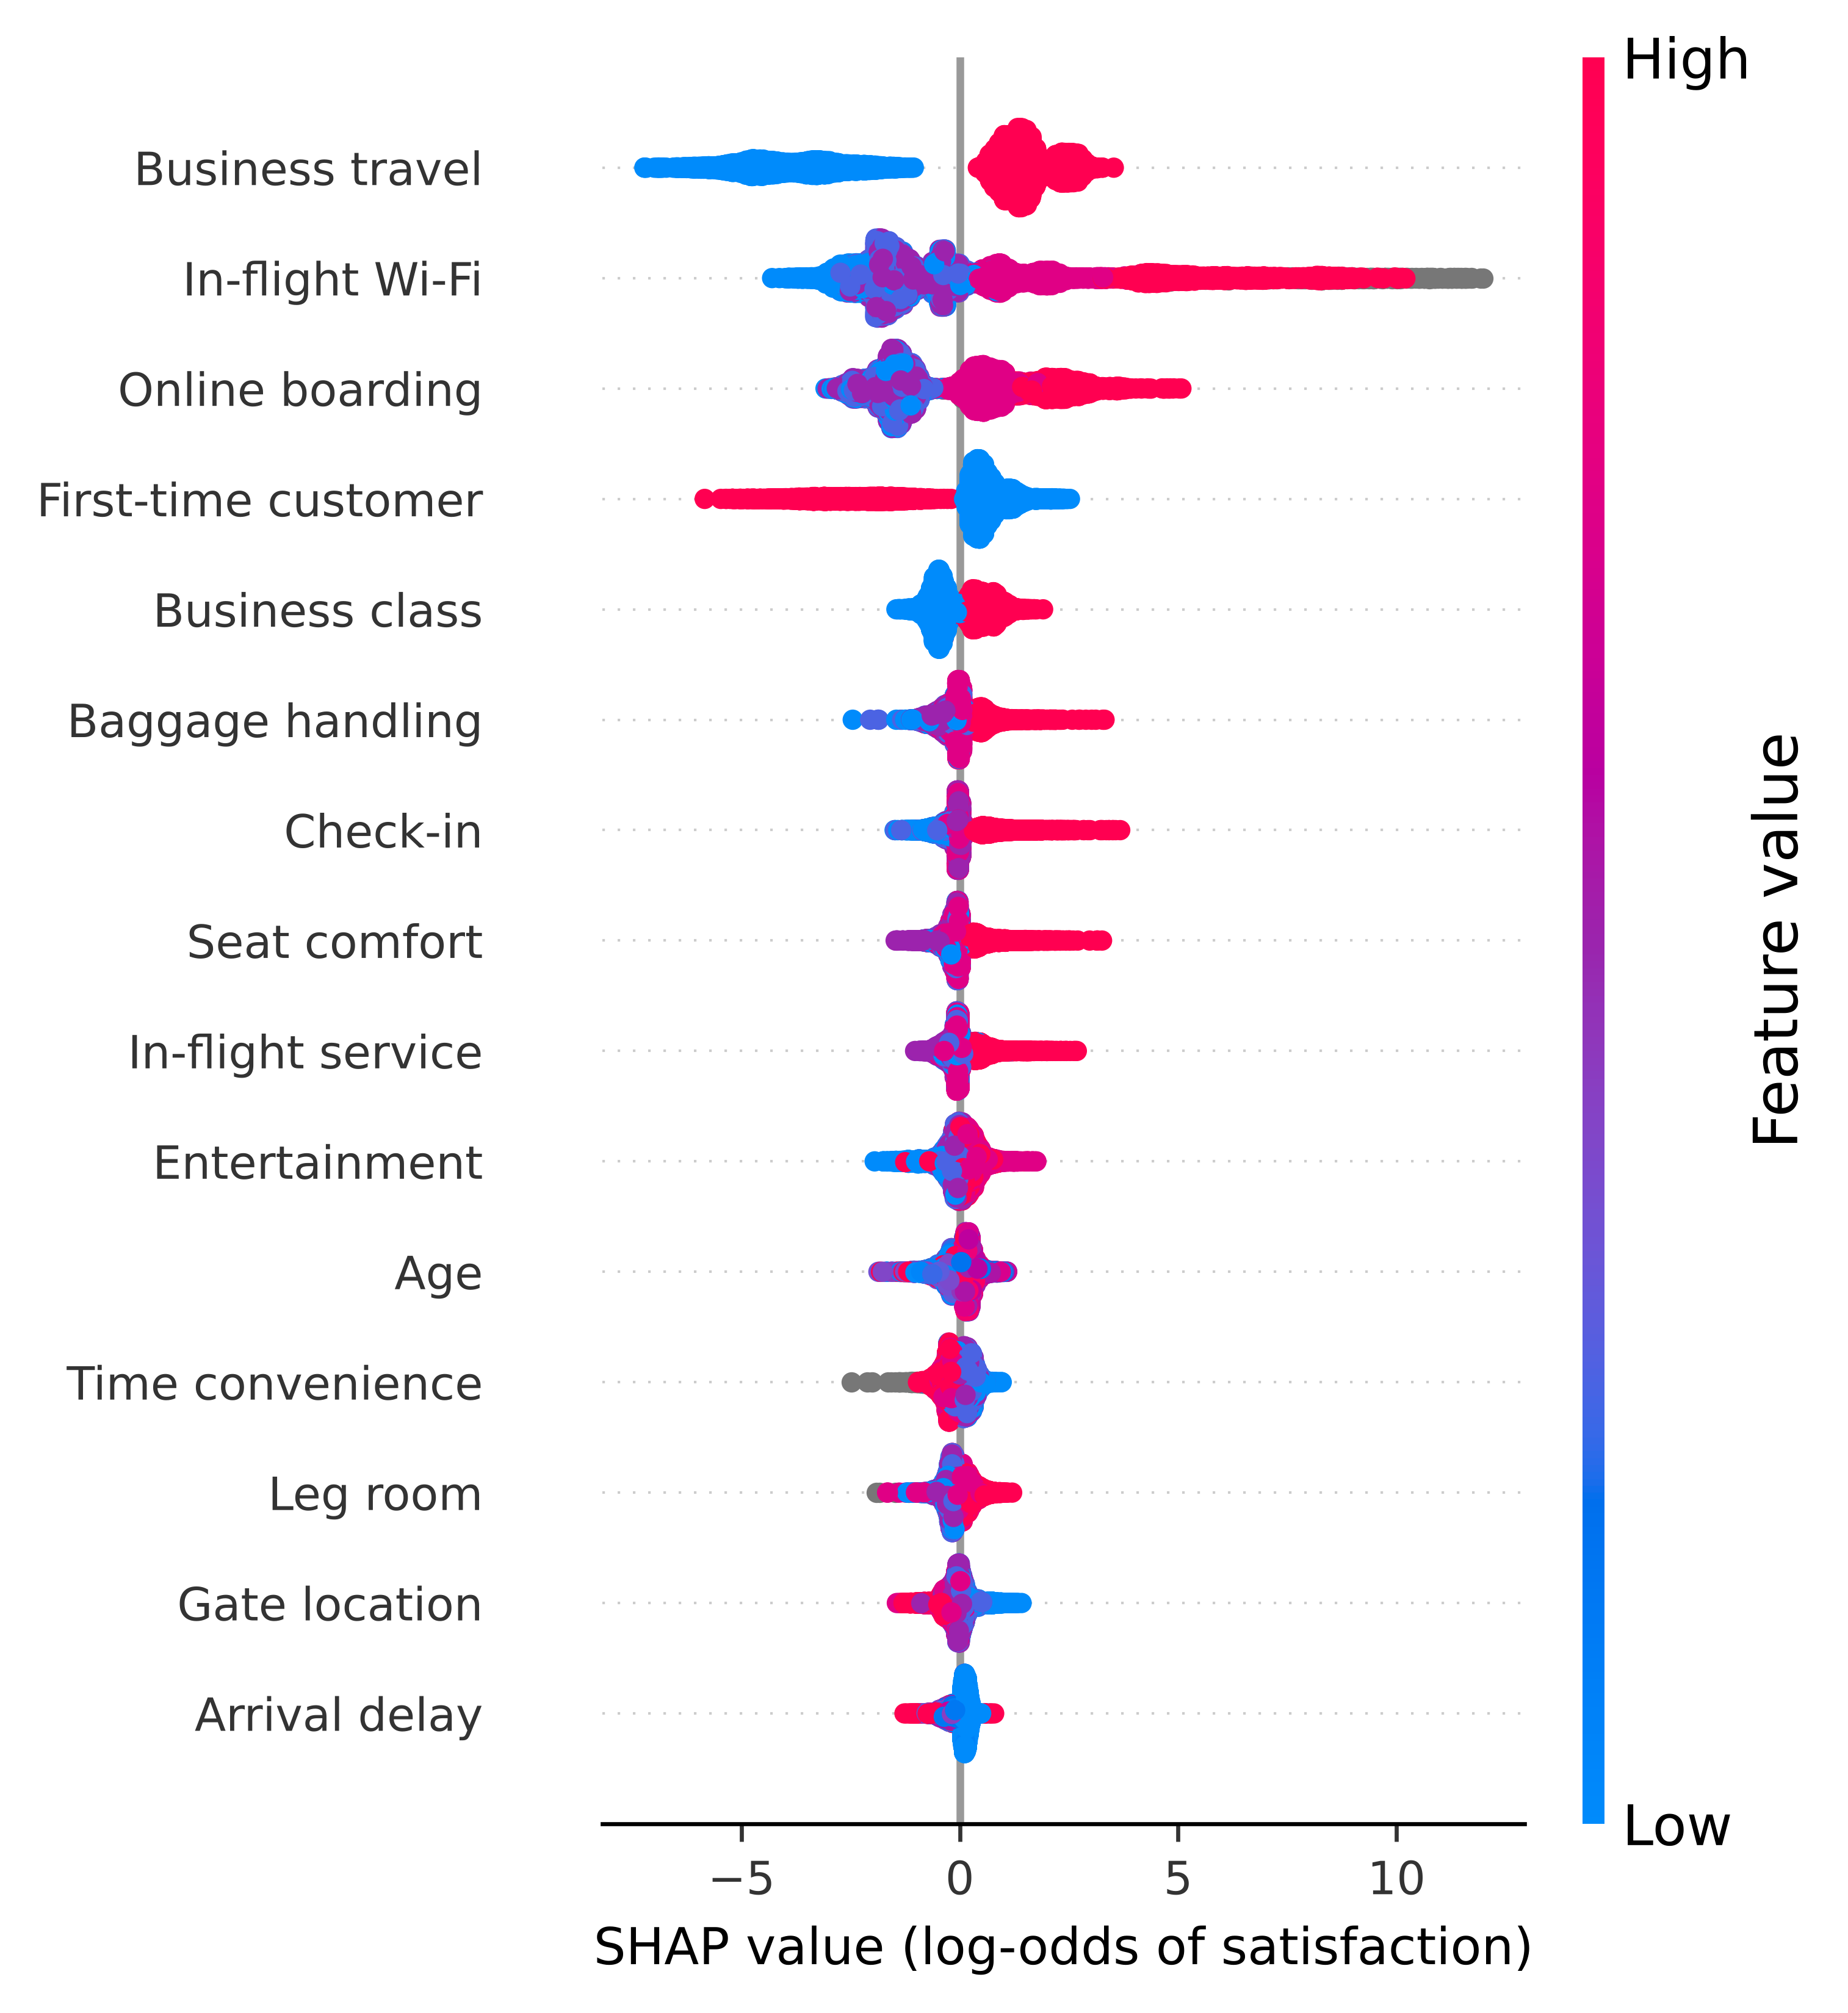 High
Business travel
In-flight Wi-Fi
Online boarding
First-time customer
Business class
Baggage handling
Check-in
Seat comfort
In-flight service
Entertainment
Age
Time convenience
Leg room
Gate location
Arrival delay
Feature value
Low
−5 0 5 10
SHAP value (log-odds of satisfaction)